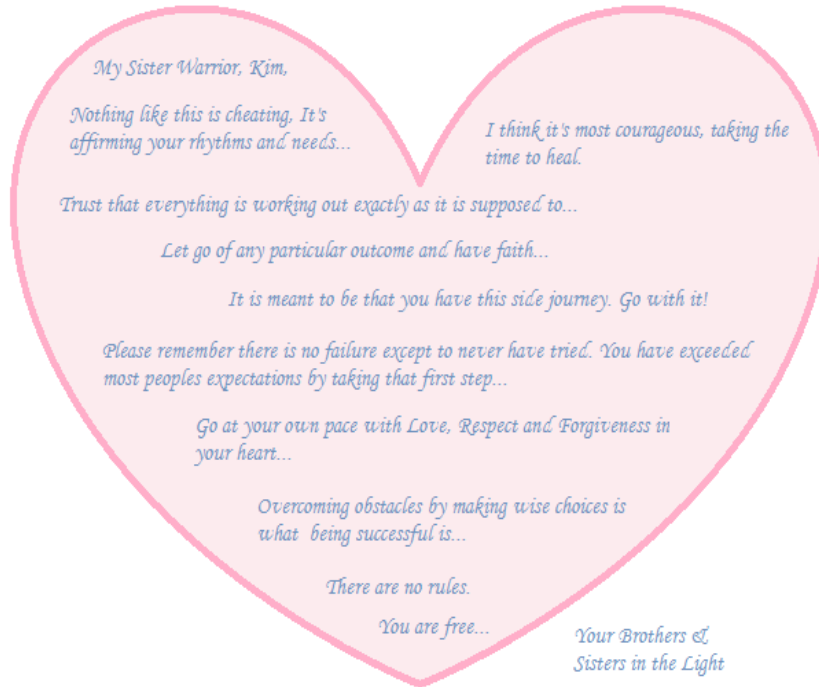 My Sister Warrior, Kim,
Nothing like this is cheating, It's
affirming your rhythms and needs...
I think it's most courageous, taking the
time to heal.
Trust that everything is working out exactly as it is supposed to...
Let go of any particular outcome and have faith...
It is meant to be that you have this side journey. Go with it!
Please remember there is no failure except to never have tried. You have exceeded
most peoples expectations by taking that first step...
Go at your own pace with Love, Respect and Forgiveness in
your heart...
Overcoming obstacles by making wise choices is
what  being successful is...
There are no rules.
You are free...
Your Brothers &
Sisters in the Light